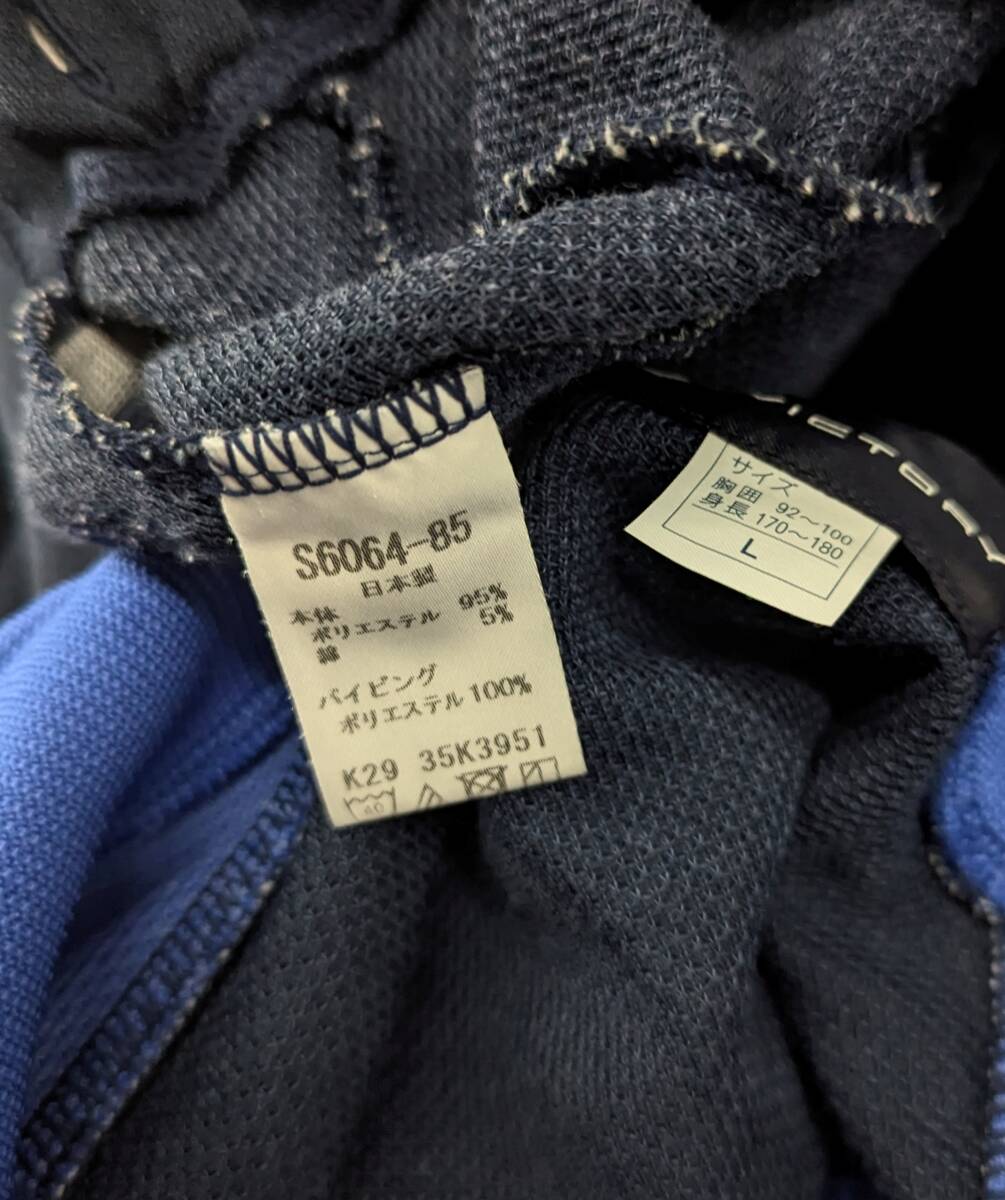 S6064-85
日本製
本体
ポリエステル 95%
綿 5%
パイピング
ポリエステル 100%
K29 35K3951
40
サイズ
胸囲 92～100
身長 170～180
L